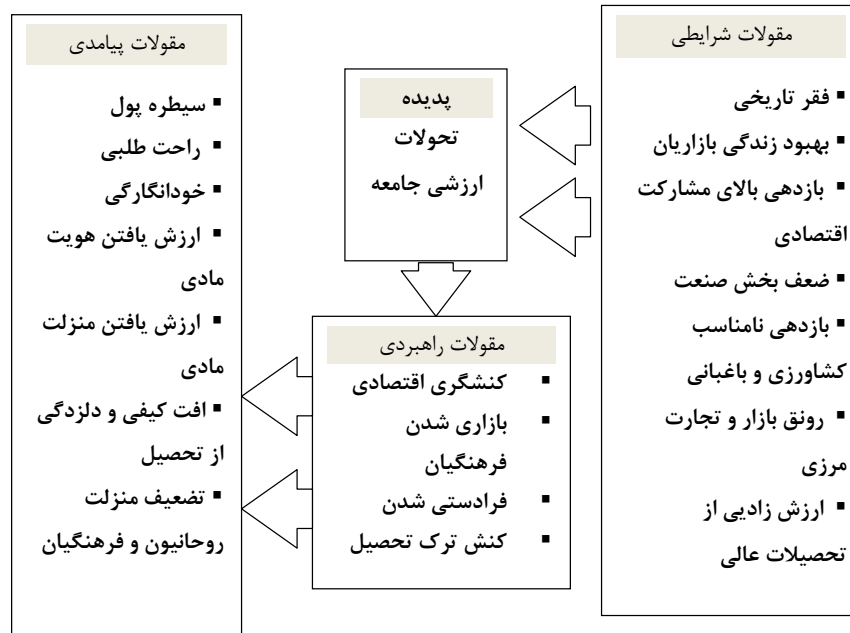 مقولات شرایطی
▪ فقر تاریخی
▪ بهبود زندگی بازاریان
▪ بازدهی بالای مشارکت
اقتصادی
▪ ضعف بخش صنعت
▪ بازدهی نامناسب
کشاورزی و باغبانی
▪ رونق بازار و تجارت
مرزی
▪ ارزش زادیی از
تحصیلات عالی
پدیده
تحولات
ارزشی جامعه
مقولات راهبردی
▪ کنشگری اقتصادی
▪ بازاری شدن
فرهنگیان
▪ فرادستی شدن
▪ کنش ترک تحصیل
مقولات پیامدی
▪ سیطره پول
▪ راحت طلبی
▪ خودانگارگی
▪ ارزش یافتن هویت
مادی
▪ ارزش یافتن منزلت
مادی
▪ افت کیفی و دلزدگی
از تحصیل
▪ تضعیف منزلت
روحانیون و فرهنگیان